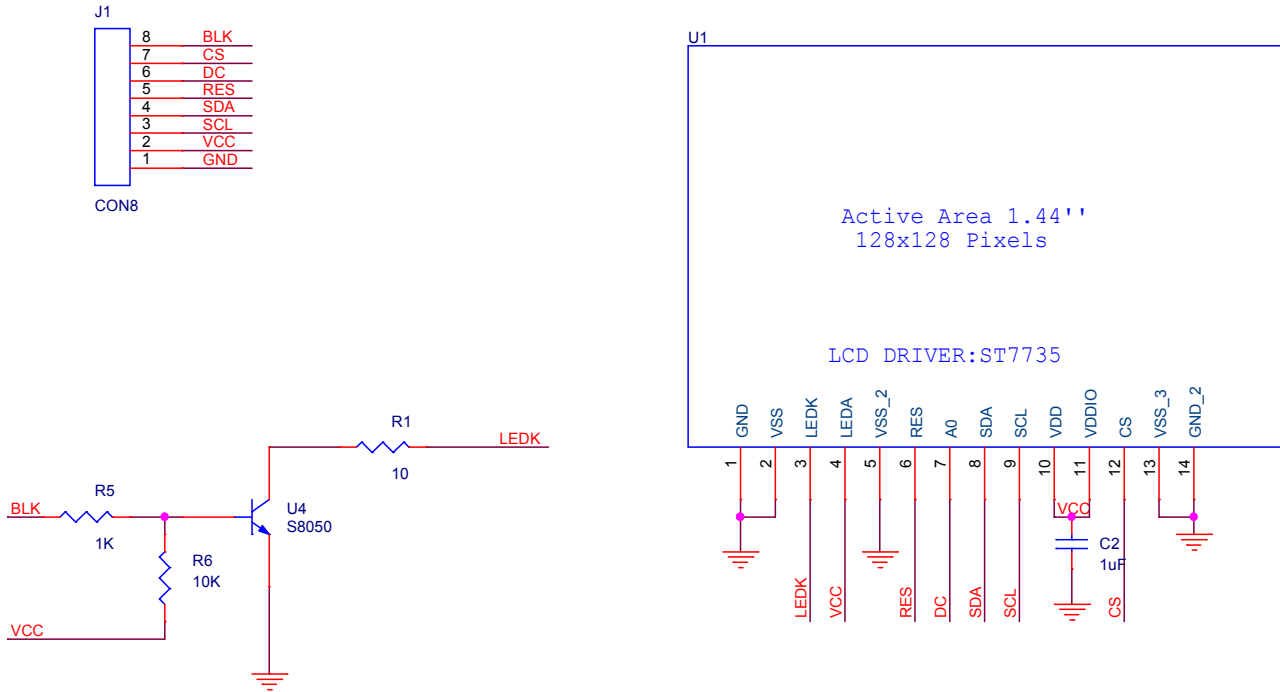 J1
8 BLK
7 CS
6 DC
5 RES
4 SDA
3 SCL
2 VCC
1 GND
CON8
U1
Active Area 1.44''
128x128 Pixels
LCD DRIVER:ST7735
GND VSS LEDK LEDA VSS_2 RES A0 SDA SCL VDD VDDIO CS VSS_3 GND_2
1 2 3 4 5 6 7 8 9 10 11 12 13 14
VCC
C2
1uF
LEDK VCC RES DC SDA SCL CS
R1
10
LEDK
BLK
R5
1K
U4
S8050
R6
10K
VCC